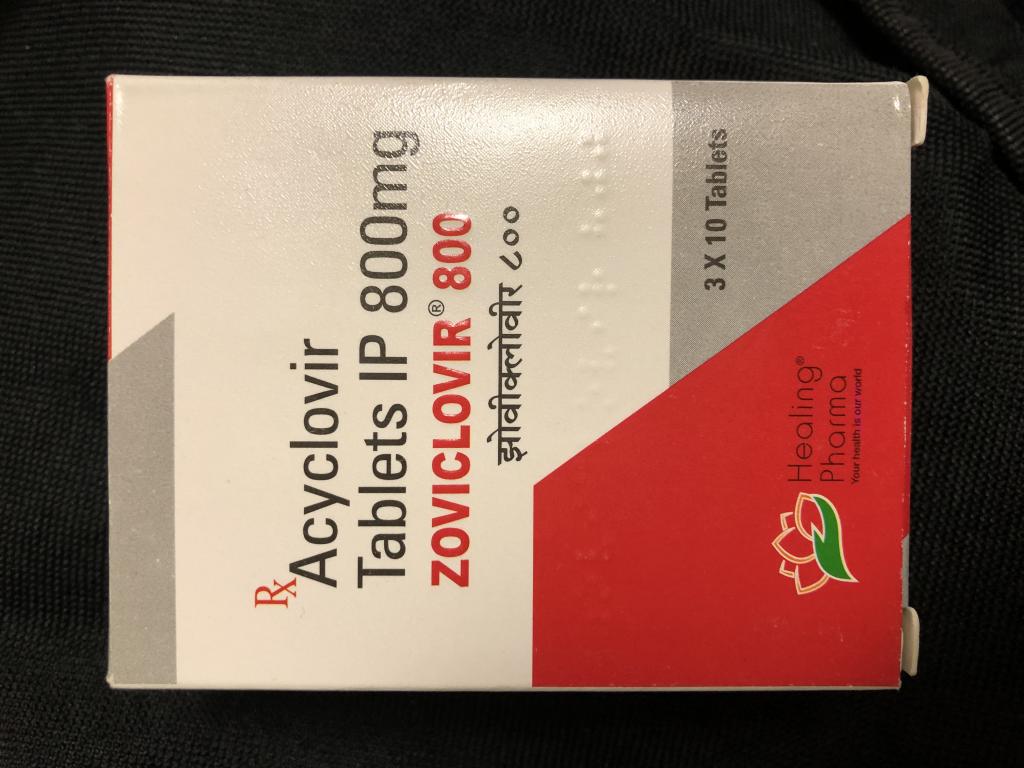 Rx
Acyclovir
Tablets IP 800mg
ZOVICLOVIR® 800
झोवीक्लोवीर ८००
3 X 10 Tablets
Healing®
Pharma
Your health is our world